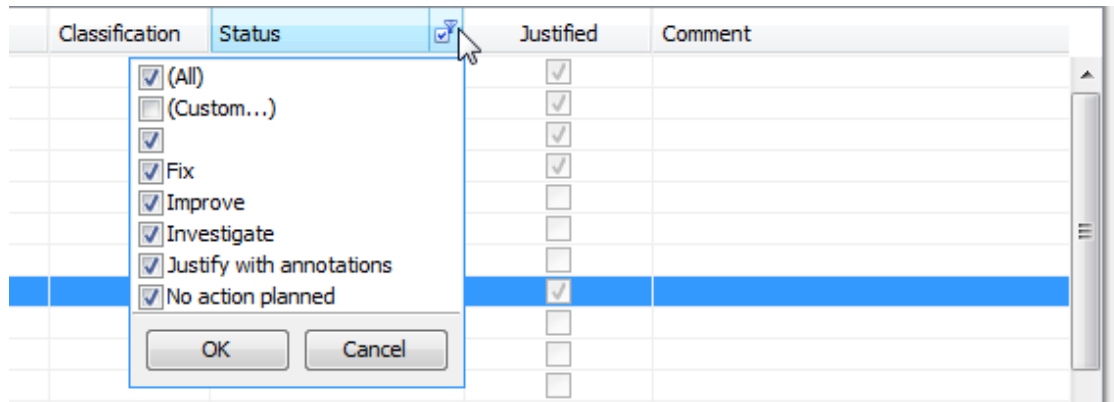 Classification Status Justified Comment
(All)
(Custom...)
Fix
Improve
Investigate
Justify with annotations
No action planned
OK Cancel